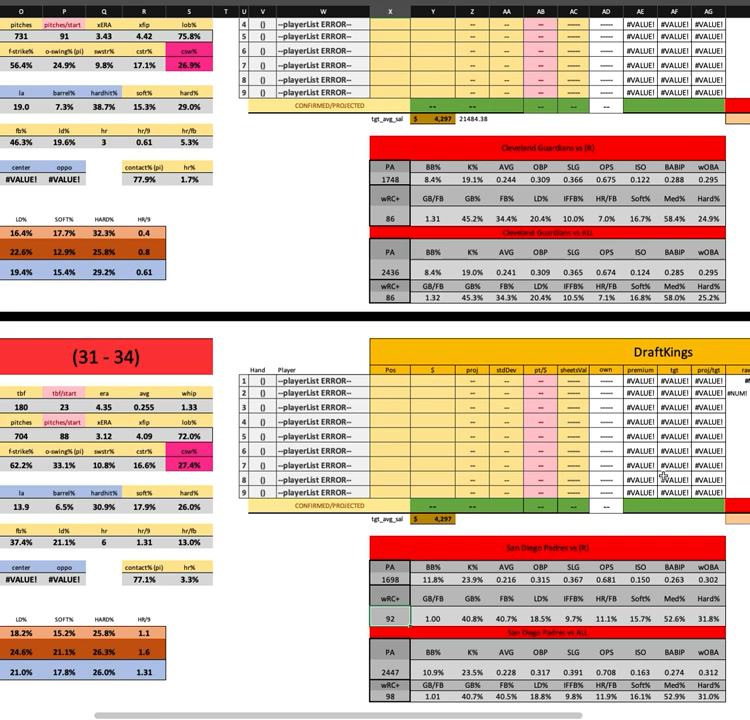 O P Q R S T U V W X Y Z AA AB AC AD AE AF AG
pitches pitches/start xERA xfip lob% 4 () --playerList ERROR-- -- -- ----- ----- #VALUE! #VALUE! #VALUE!
731 91 3.43 4.42 75.8% 5 () --playerList ERROR-- -- -- ----- ----- #VALUE! #VALUE! #VALUE!
f-strike% o-swing% (pi) swstr% cstr% csw% 6 () --playerList ERROR-- -- -- ----- ----- #VALUE! #VALUE! #VALUE!
56.4% 24.9% 9.8% 17.1% 26.9% 7 () --playerList ERROR-- -- -- ----- ----- #VALUE! #VALUE! #VALUE!
8 () --playerList ERROR-- -- -- ----- ----- #VALUE! #VALUE! #VALUE!
la barrel% hardhit% soft% hard% 9 () --playerList ERROR-- -- -- ----- ----- #VALUE! #VALUE! #VALUE!
19.0 7.3% 38.7% 15.3% 29.0% CONFIRMED/PROJECTED -- -- -- -- --
tgt_avg_sal $ 4,297 21484.38
fb% ld% hr hr/9 hr/fb
46.3% 19.6% 3 0.61 5.3%
Cleveland Guardians vs (R)
center oppo contact% (pi) hr% PA BB% K% AVG OBP SLG OPS ISO BABIP wOBA
#VALUE! #VALUE! 77.9% 1.7% 1748 8.4% 19.1% 0.244 0.309 0.366 0.675 0.122 0.288 0.295
wRC+ GB/FB GB% FB% LD% IFFB% HR/FB Soft% Med% Hard%
LD% SOFT% HARD% HR/9 86 1.31 45.2% 34.4% 20.4% 10.0% 7.0% 16.7% 58.4% 24.9%
16.4% 17.7% 32.3% 0.4 Cleveland Guardians vs ALL
22.6% 12.9% 25.8% 0.8 PA BB% K% AVG OBP SLG OPS ISO BABIP wOBA
19.4% 15.4% 29.2% 0.61 2436 8.4% 19.0% 0.241 0.309 0.365 0.674 0.124 0.285 0.295
wRC+ GB/FB GB% FB% LD% IFFB% HR/FB Soft% Med% Hard%
86 1.32 45.3% 34.3% 20.4% 10.5% 7.1% 16.8% 58.0% 25.2%
(31 - 34) DraftKings
Hand Player Pos $ proj stdDev pt/$ sheetsVal own premium tgt proj/tgt
1 () --playerList ERROR-- -- -- ----- ----- #VALUE! #VALUE! #VALUE!
tbf tbf/start era avg whip 2 () --playerList ERROR-- -- -- ----- ----- #VALUE! #VALUE! #VALUE! #NUM!
180 23 4.35 0.255 1.33 3 () --playerList ERROR-- -- -- ----- ----- #VALUE! #VALUE! #VALUE!
pitches pitches/start xERA xfip lob% 4 () --playerList ERROR-- -- -- ----- ----- #VALUE! #VALUE! #VALUE!
704 88 3.12 4.09 72.0% 5 () --playerList ERROR-- -- -- ----- ----- #VALUE! #VALUE! #VALUE!
f-strike% o-swing% (pi) swstr% cstr% csw% 6 () --playerList ERROR-- -- -- ----- ----- #VALUE! #VALUE! #VALUE!
62.2% 33.1% 10.8% 16.6% 27.4% 7 () --playerList ERROR-- -- -- ----- ----- #VALUE! #VALUE! #VALUE!
8 () --playerList ERROR-- -- -- ----- ----- #VALUE! #VALUE! #VALUE!
la barrel% hardhit% soft% hard% 9 () --playerList ERROR-- -- -- ----- ----- #VALUE! #VALUE! #VALUE!
13.9 6.5% 30.9% 17.9% 26.0% CONFIRMED/PROJECTED -- -- -- -- --
tgt_avg_sal $ 4,297
fb% ld% hr hr/9 hr/fb
37.4% 21.1% 6 1.31 13.0%
San Diego Padres vs (R)
center oppo contact% (pi) hr% PA BB% K% AVG OBP SLG OPS ISO BABIP wOBA
#VALUE! #VALUE! 77.1% 3.3% 1698 11.8% 23.9% 0.216 0.315 0.367 0.681 0.150 0.263 0.302
wRC+ GB/FB GB% FB% LD% IFFB% HR/FB Soft% Med% Hard%
LD% SOFT% HARD% HR/9 92 1.00 40.8% 40.7% 18.5% 9.7% 11.1% 15.7% 52.6% 31.8%
18.2% 15.2% 25.8% 1.1 San Diego Padres vs ALL
24.6% 21.1% 26.3% 1.6 PA BB% K% AVG OBP SLG OPS ISO BABIP wOBA
21.0% 17.8% 26.0% 1.31 2447 10.9% 23.5% 0.228 0.317 0.391 0.708 0.163 0.274 0.312
wRC+ GB/FB GB% FB% LD% IFFB% HR/FB Soft% Med% Hard%
98 1.01 40.7% 40.5% 18.8% 9.8% 11.9% 16.1% 52.9% 31.0%